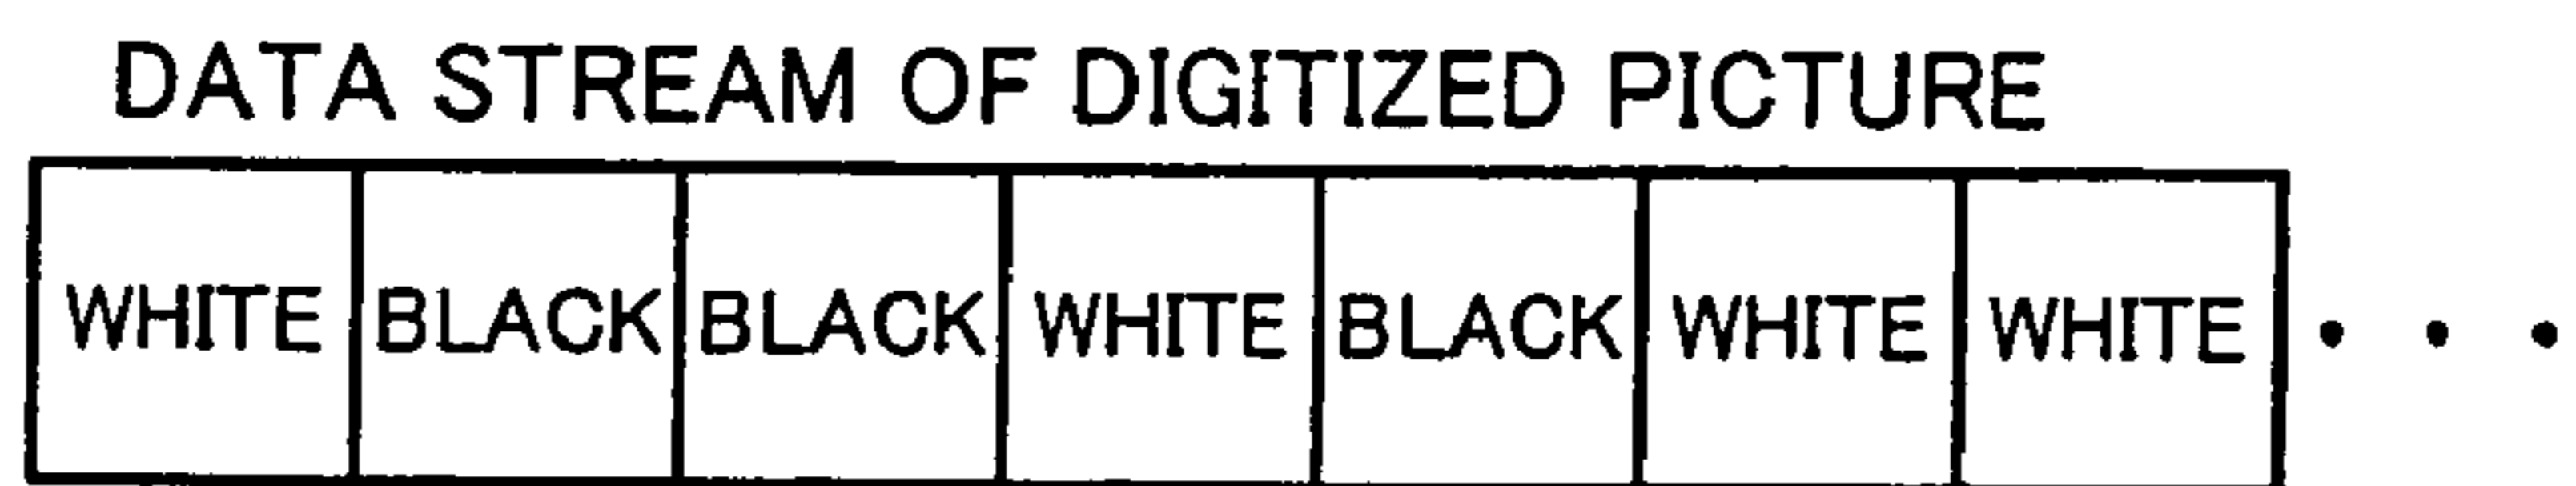 DATA STREAM OF DIGITIZED PICTURE
WHITE BLACK BLACK WHITE BLACK WHITE WHITE . . .